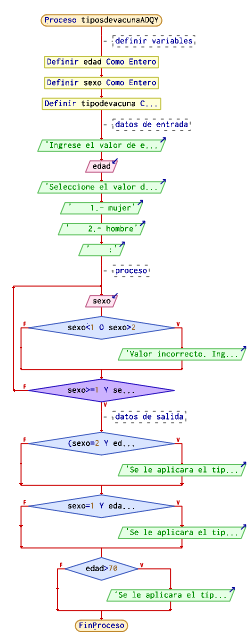 Proceso tiposdevacunaADQY
definir variables
Definir edad Como Entero
Definir sexo Como Entero
Definir tipodevacuna C...
datos de entrada
'Ingrese el valor de e...
edad
'Seleccione el valor d...
' 1.- mujer'
' 2.- hombre'
' :'
proceso
sexo
sexo<1 O sexo>2
F
V
'Valor incorrecto. Ing...
sexo>=1 Y se...
F
V
datos de salida
(sexo=2 Y ed...
F
V
'Se le aplicara el tip...
sexo=1 Y eda...
F
V
'Se le aplicara el tip...
edad>70
F
V
'Se le aplicara el tip...
FinProceso